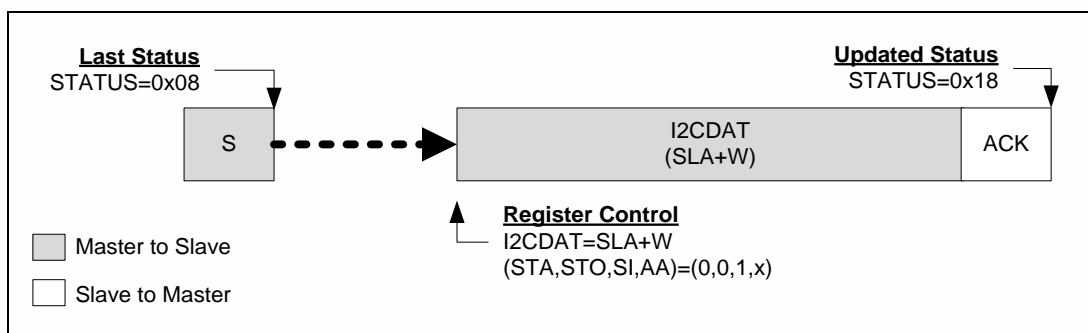 Last Status
STATUS=0x08
Updated Status
STATUS=0x18
S
I2CDAT
(SLA+W)
ACK
Register Control
I2CDAT=SLA+W
(STA,STO,SI,AA)=(0,0,1,x)
Master to Slave
Slave to Master